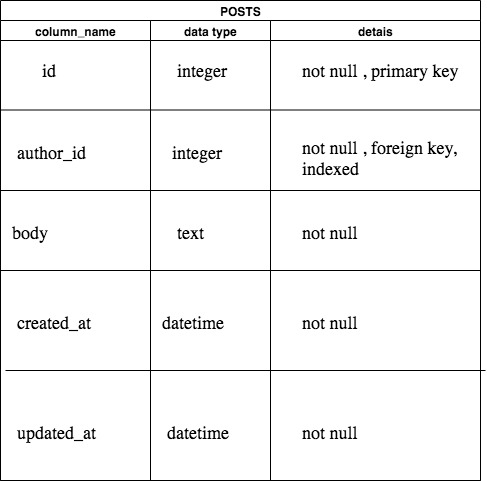 POSTS
column_name data type detais
id integer not null , primary key
author_id integer not null , foreign key,
indexed
body text not null
created_at datetime not null
updated_at datetime not null